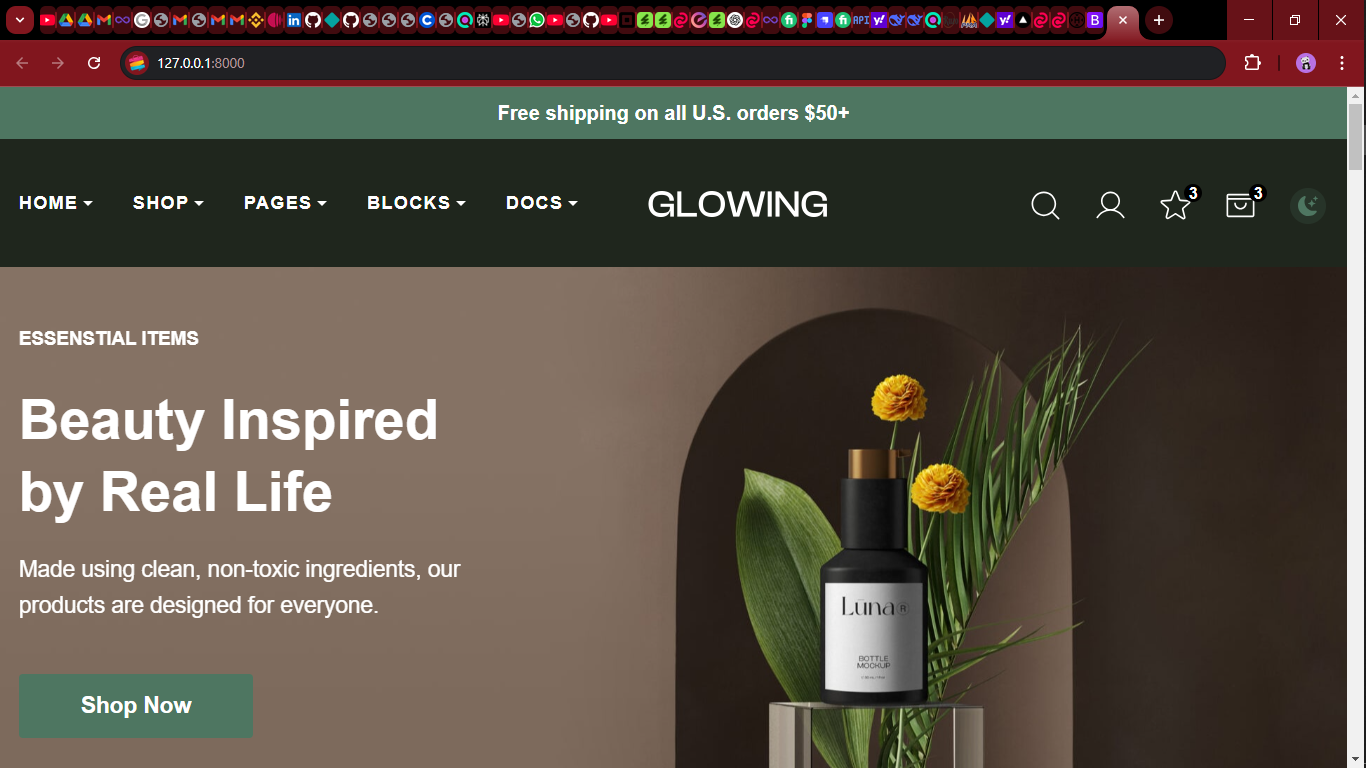 127.0.0.1:8000
Free shipping on all U.S. orders $50+
HOME SHOP PAGES BLOCKS DOCS GLOWING 3 3
ESSENSTIAL ITEMS
Beauty Inspired
by Real Life
Made using clean, non-toxic ingredients, our
products are designed for everyone.
Shop Now
Lūna ®
BOTTLE
MOCKUP